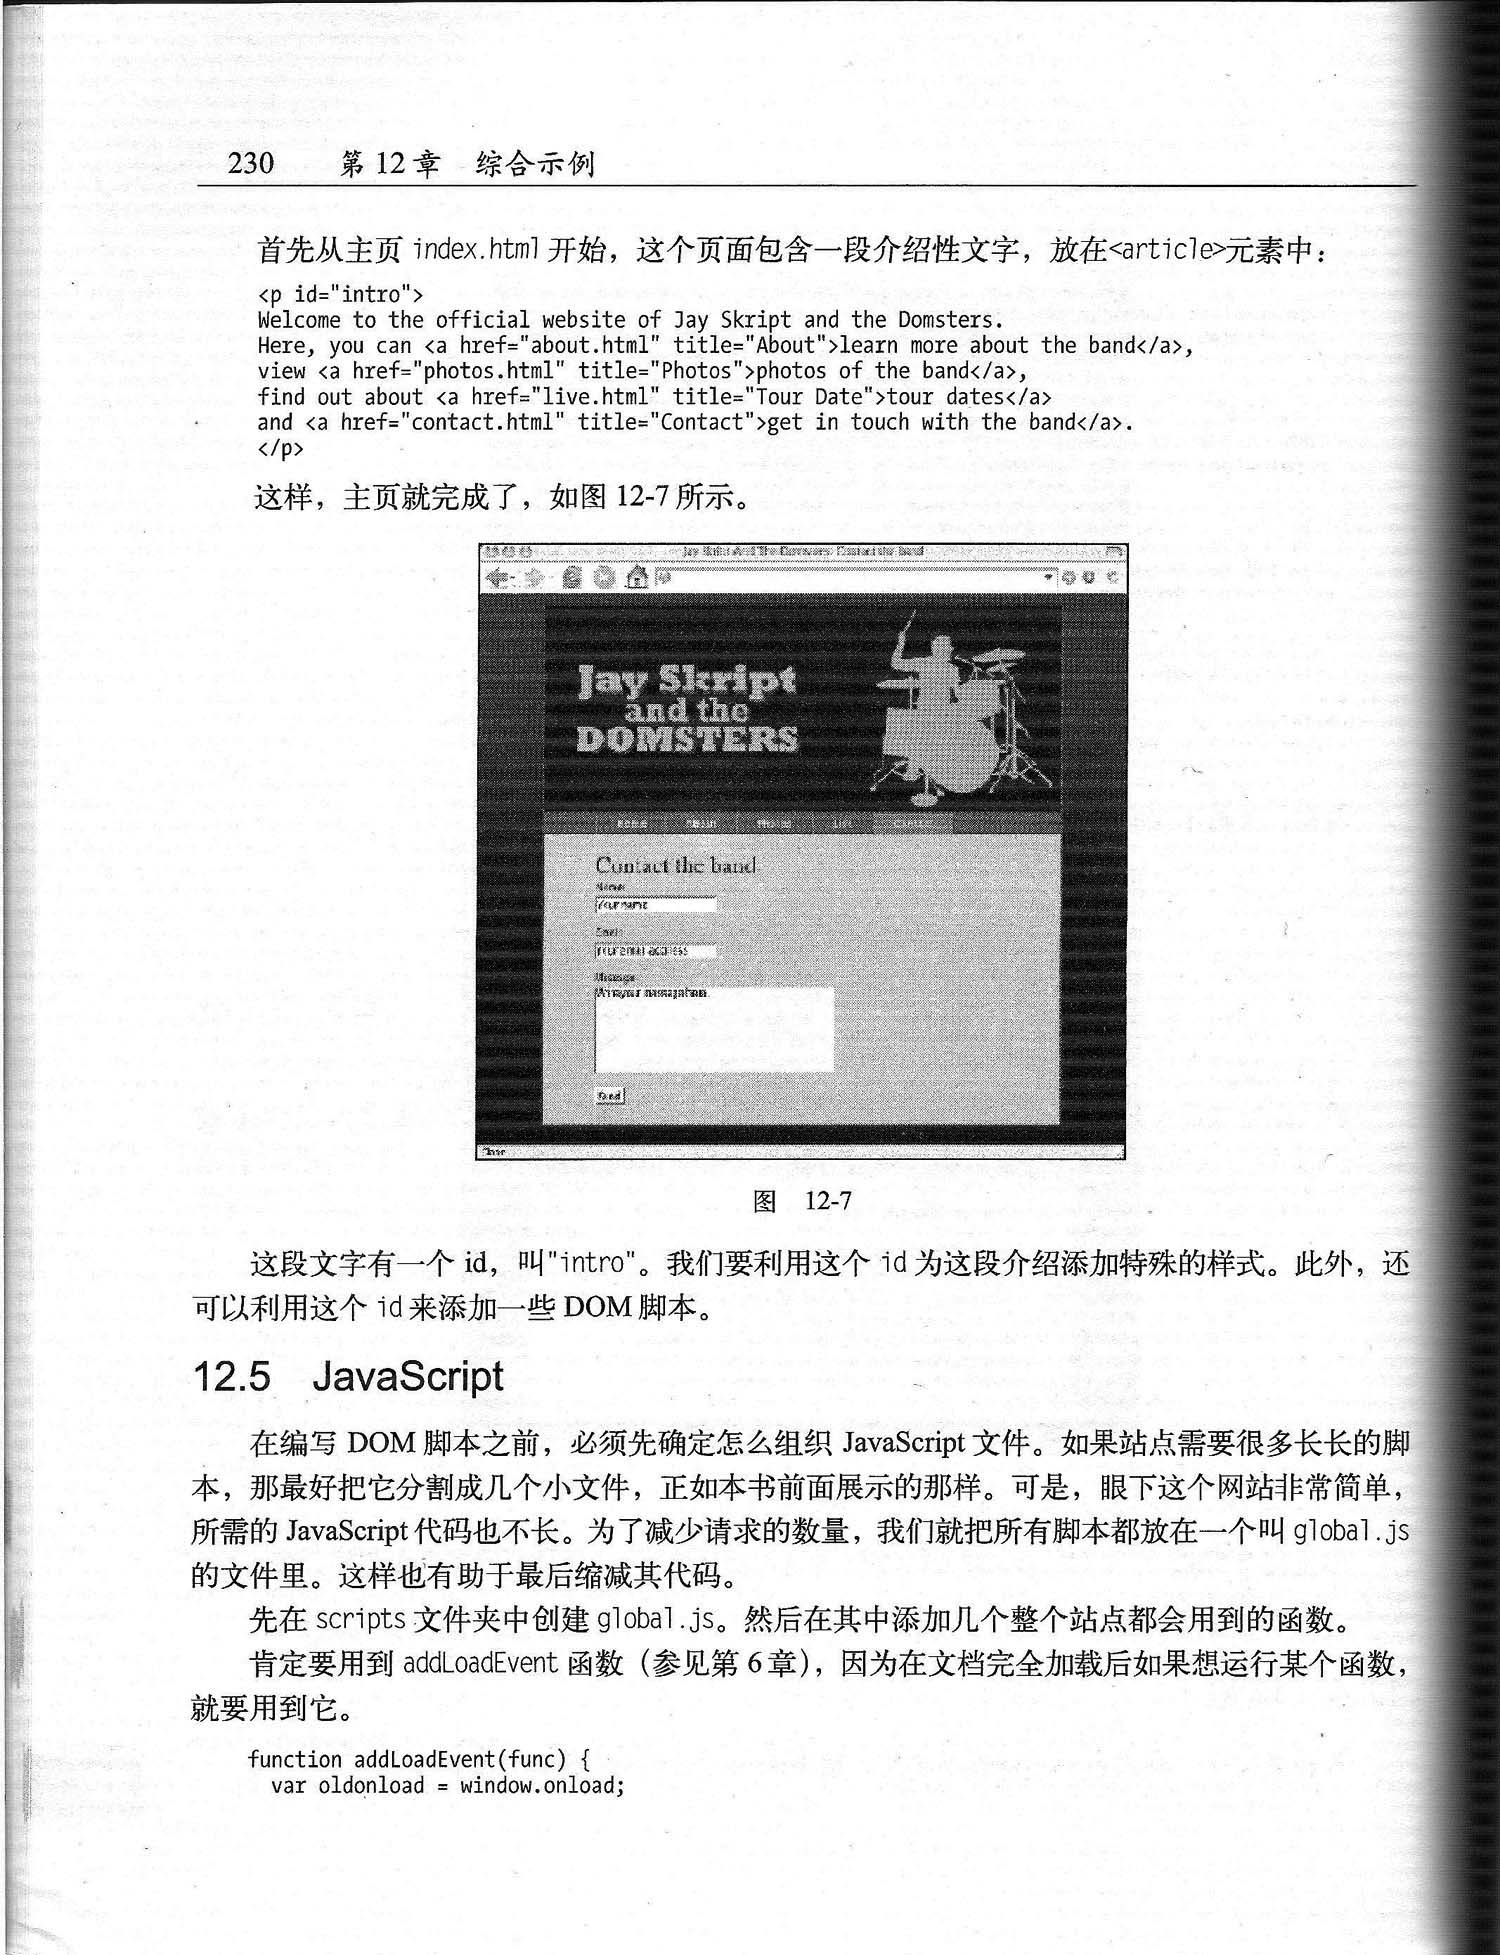 230 第 12 章 综合示例
首先从主页 index.html 开始，这个页面包含一段介绍性文字，放在<article>元素中：
<p id="intro">
Welcome to the official website of Jay Skript and the Domsters.
Here, you can <a href="about.html" title="About">learn more about the band</a>,
view <a href="photos.html" title="Photos">photos of the band</a>,
find out about <a href="live.html" title="Tour Date">tour dates</a>
and <a href="contact.html" title="Contact">get in touch with the band</a>.
</p>
这样，主页就完成了，如图 12-7 所示。
Jay Skript
and the
DOMSTERS
Contact the band
图 12-7
这段文字有一个 id，叫"intro"。我们要利用这个 id 为这段介绍添加特殊的样式。此外，还
可以利用这个 id 来添加一些 DOM 脚本。
12.5 JavaScript
在编写 DOM 脚本之前，必须先确定怎么组织 JavaScript 文件。如果站点需要很多长长的脚
本，那最好把它分割成几个小文件，正如本书前面展示的那样。可是，眼下这个网站非常简单，
所需的 JavaScript 代码也不长。为了减少请求的数量，我们就把所有脚本都放在一个叫 global.js
的文件里。这样也有助于最后缩减其代码。
先在 scripts 文件夹中创建 global.js。然后在其中添加几个整个站点都会用到的函数。
肯定要用到 addLoadEvent 函数（参见第 6 章），因为在文档完全加载后如果想运行某个函数，
就要用到它。
function addLoadEvent(func) {
var oldonload = window.onload;